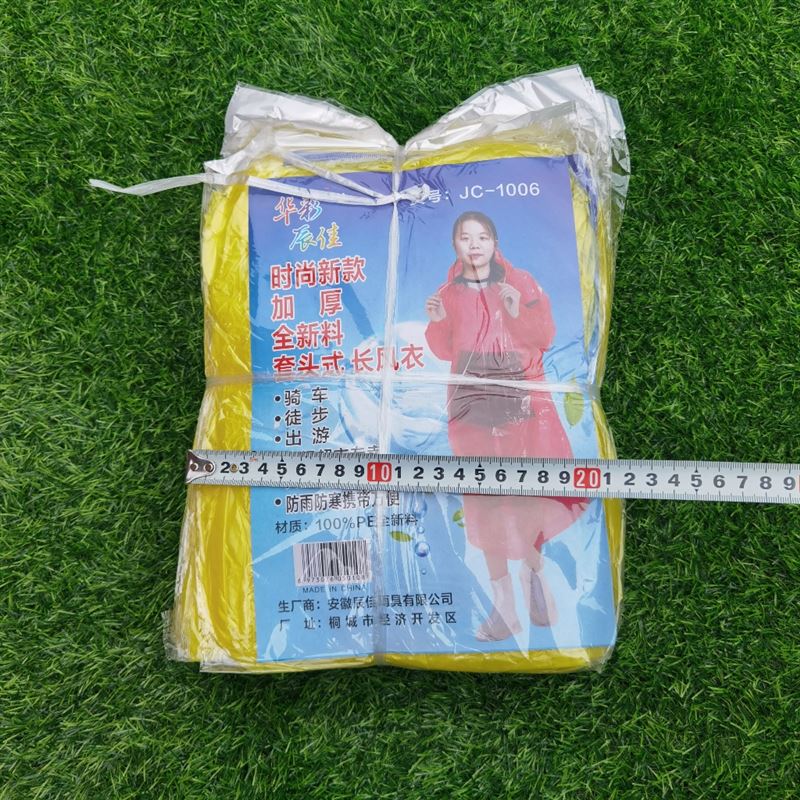 号: JC-1006
华彩
辰佳
时尚新款
加 厚
全新料
套头式·长风衣
·骑 车
·徒 步
·出 游
2 3 4 5 6 7 8 9 10 1 2 3 4 5 6 7 8 9 20 1 2 3 4 5 6 7 8 9
·防雨防寒携带方便
材质: 100%PE全新料
MADE IN CHINA
生厂商: 安徽辰佳雨具有限公司
厂 址: 桐城市经济开发区